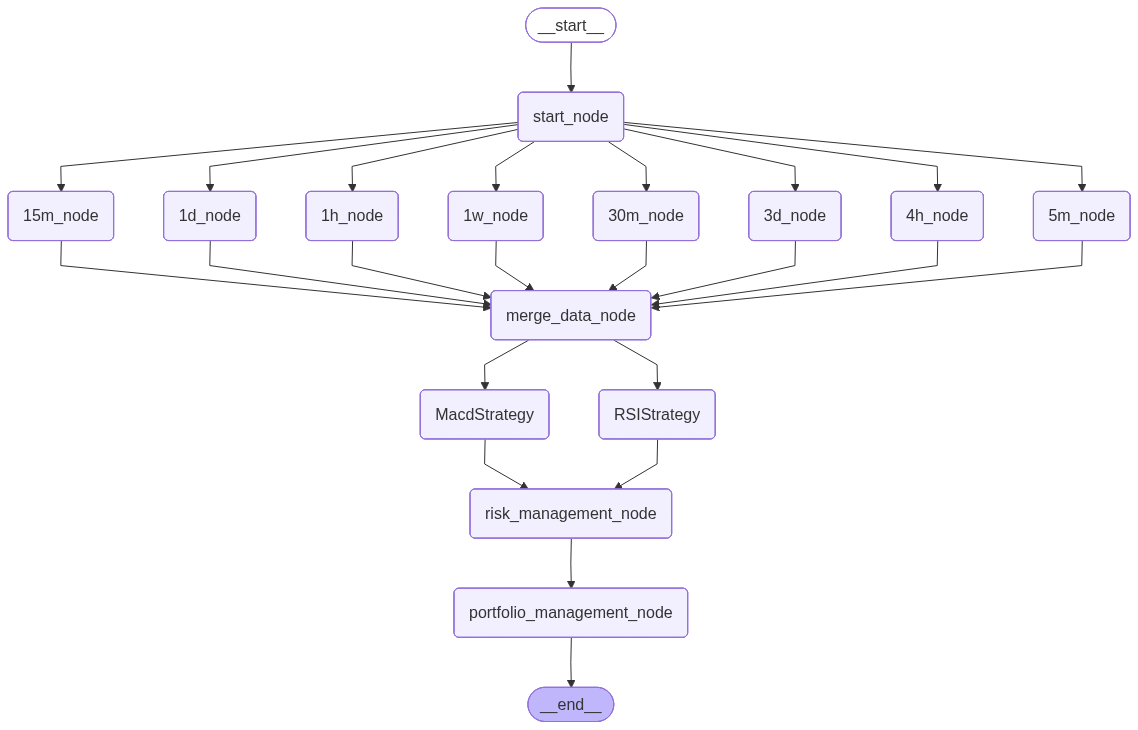 __start__
start_node
15m_node
1d_node
1h_node
1w_node
30m_node
3d_node
4h_node
5m_node
merge_data_node
MacdStrategy
RSIStrategy
risk_management_node
portfolio_management_node
__end__